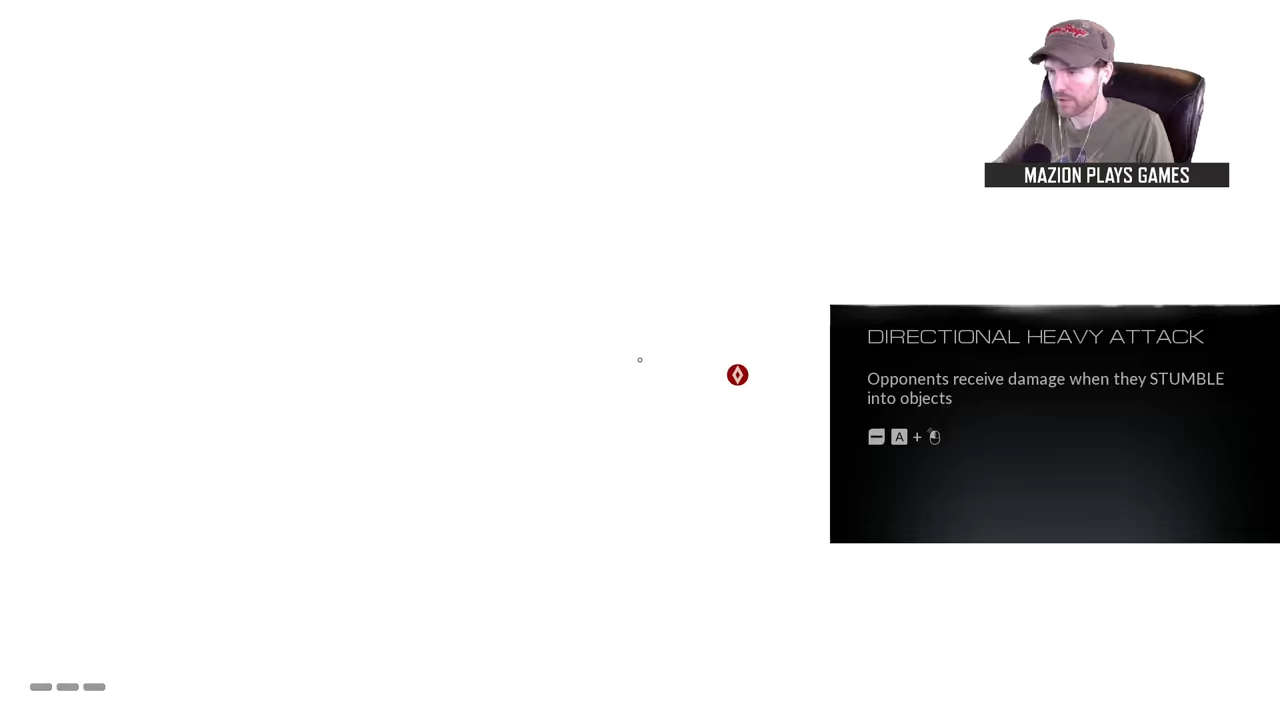 MAZION PLAYS GAMES
DIRECTIONAL HEAVY ATTACK
Opponents receive damage when they STUMBLE
into objects
A +